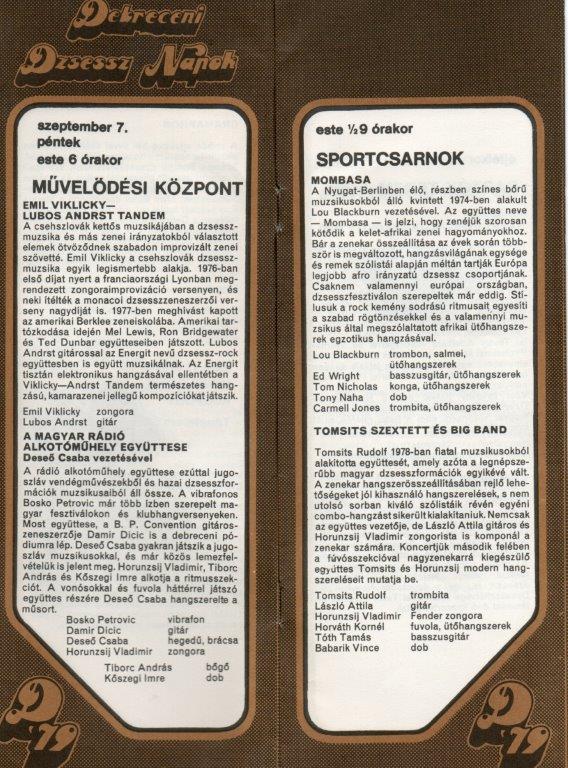 Debreceni
Dzsessz Napok
szeptember 7.
péntek
este 6 órakor
MŰVELŐDÉSI KÖZPONT
EMIL VIKLICKY—
LUBOS ANDRST TANDEM
A csehszlovák kettős muzsikájában a dzsessz-
muzsika és más zenei irányzatokból választott
elemek ötvöződnek szabadon improvizált zenei
szövetté. Emil Viklicky a csehszlovák dzsessz-
muzsika egyik legismertebb alakja. 1976-ban
első díjat nyert a franciaországi Lyonban meg-
rendezett zongoraimprovizáció versenyen, és
neki ítélték a monacoi dzsesszzeneszerzői ver-
seny nagydíját is. 1977-ben meghívást kapott
az amerikai Berklee zeneiskolába. Amerikai tar-
tózkodása idején Mel Lewis, Ron Bridgewater
és Ted Dunbar együtteseiben játszott. Lubos
Andrst gitárossal az Energit nevű dzsessz-rock
együttesben is együtt muzsikálnak. Az Energit
tisztán elektronikus hangzásával ellentétben a
Viklicky—Andrst Tandem természetes hang-
zású, kamarazenei jellegű kompozíciókat játszik.
Emil Viklicky zongora
Lubos Andrst gitár
A MAGYAR RÁDIÓ
ALKOTÓMŰHELY EGYÜTTESE
Deseő Csaba vezetésével
A rádió alkotóműhely együttese ezúttal jugo-
szláv vendégművészekből és hazai dzsesszfor-
mációk muzsikusaiból áll össze. A vibrafonos
Bosko Petrovic már több ízben szerepelt ma-
gyar fesztiválokon és klubhangversenyeken.
Most együttese, a B. P. Convention gitáros-
zeneszerzője Damir Dicic is a debreceni pó-
diumra lép. Deseő Csaba gyakran játszik a jugo-
szláv muzsikusokkal, és már közös lemezfel-
vételük is jelent meg. Horunzsij Vladimir, Tiborc
András és Kőszegi Imre alkotja a ritmusszek-
ciót. A vonósokkal és fuvola háttérrel játszó
együttes részére Deseő Csaba hangszerelte a
műsort.
Bosko Petrovic vibrafon
Damir Dicic gitár
Deseő Csaba hegedű, brácsa
Horunzsij Vladimir zongora
Tiborc András bőgő
Kőszegi Imre dob
D '79
este ½9 órakor
SPORTCSARNOK
MOMBASA
A Nyugat-Berlinben élő, részben színes bőrű
muzsikusokból álló kvintett 1974-ben alakult
Lou Blackburn vezetésével. Az együttes neve
— Mombasa — is jelzi, hogy zenéjük szorosan
kötődik a kelet-afrikai zenei hagyományokhoz.
Bár a zenekar összeállítása az évek során több-
ször is megváltozott, hangzásvilágának egysége
és remek szólistái alapján méltán tartják Európa
legjobb afro irányzatú dzsessz csoportjának.
Csaknem valamennyi európai országban,
dzsesszfesztiválon szerepeltek már eddig. Stí-
lusuk a rock kemény sodrású ritmusait egyesíti
a szabad rögtönzésekkel és a valamennyi mu-
zsikus által megszólaltatott afrikai ütőhangsze-
rek egzotikus hangzásával.
Lou Blackburn trombon, salmei,
ütőhangszerek
Ed Wright basszusgitár, ütőhangszerek
Tom Nicholas konga, ütőhangszerek
Tony Naha dob
Carmell Jones trombita, ütőhangszerek
TOMSITS SZEXTETT ÉS BIG BAND
Tomsits Rudolf 1978-ban fiatal muzsikusokból
alakította együttesét, amely azóta a legnépsze-
rűbb magyar dzsesszformációk egyikévé vált.
A zenekar hangszerösszeállításában rejlő lehe-
tőségeket jól kihasználó hangszerelések, s nem
utolsó sorban kiváló szólistáik révén egyéni
combo-hangzást sikerült kialakítaniuk. Nemcsak
az együttes vezetője, de László Attila gitáros és
Horunzsij Vladimir zongorista is komponál a
zenekar számára. Koncertjük második felében
a fúvósszekcióval nagyzenekarrá kiegészülő
együttes Tomsits és Horunzsij modern hang-
szereléseit mutatja be.
Tomsits Rudolf trombita
László Attila gitár
Horunzsij Vladimir Fender zongora
Horváth Kornél fuvola, ütőhangszerek
Tóth Tamás basszusgitár
Babarik Vince dob
D '79